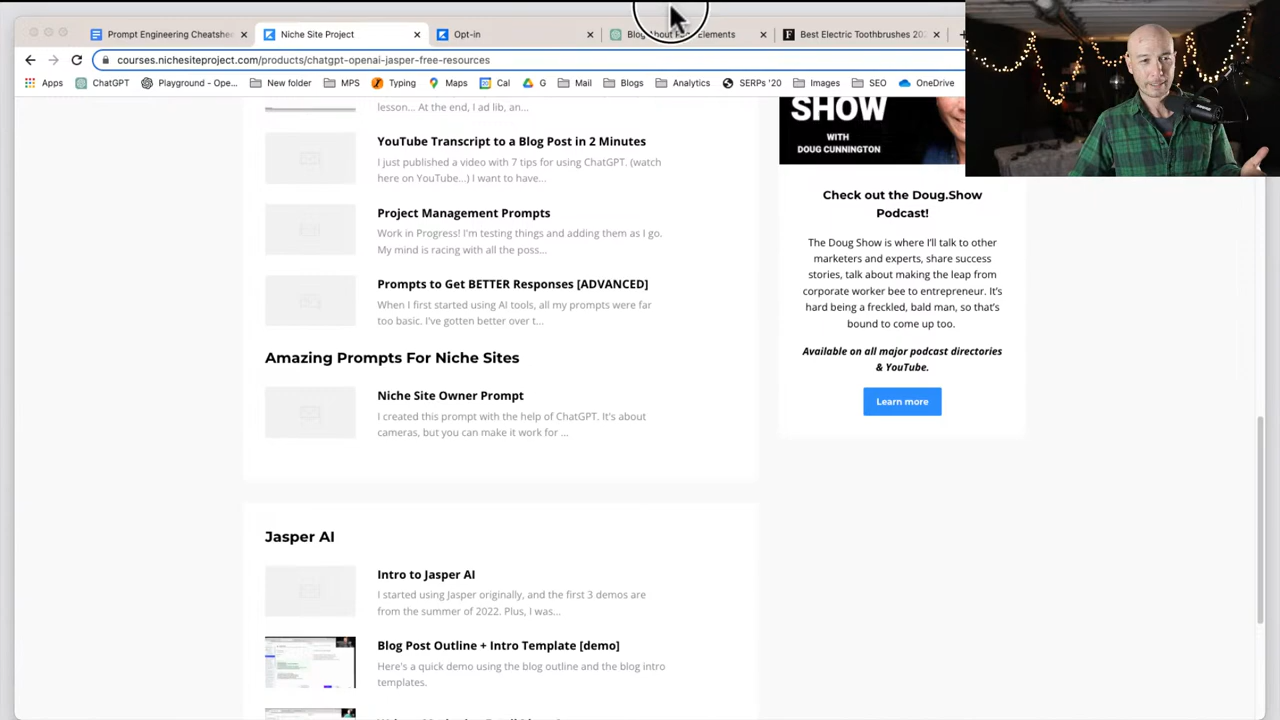 Prompt Engineering Cheatshee
Niche Site Project
Opt-in
Blog About Page Elements
Best Electric Toothbrushes 202
courses.nichesiteproject.com/products/chatgpt-openai-jasper-free-resources
Apps
ChatGPT
Playground - Ope...
New folder
MPS
Typing
Maps
Cal
G
Mail
Blogs
Analytics
SERPs '20
Images
SEO
OneDrive
lesson... At the end, I ad lib, an...
YouTube Transcript to a Blog Post in 2 Minutes
I just published a video with 7 tips for using ChatGPT. (watch
here on YouTube...) I want to have...
Project Management Prompts
Work in Progress! I'm testing things and adding them as I go.
My mind is racing with all the poss...
Prompts to Get BETTER Responses [ADVANCED]
When I first started using AI tools, all my prompts were far
too basic. I've gotten better over t...
Amazing Prompts For Niche Sites
Niche Site Owner Prompt
I created this prompt with the help of ChatGPT. It's about
cameras, but you can make it work for ...
Jasper AI
Intro to Jasper AI
I started using Jasper originally, and the first 3 demos are
from the summer of 2022. Plus, I was...
Blog Post Outline + Intro Template [demo]
Here's a quick demo using the blog outline and the blog intro
templates.
SHOW
WITH
DOUG CUNNINGTON
Check out the Doug.Show
Podcast!
The Doug Show is where I'll talk to other
marketers and experts, share success
stories, talk about making the leap from
corporate worker bee to entrepreneur. It's
hard being a freckled, bald man, so that's
bound to come up too.
Available on all major podcast directories
& YouTube.
Learn more